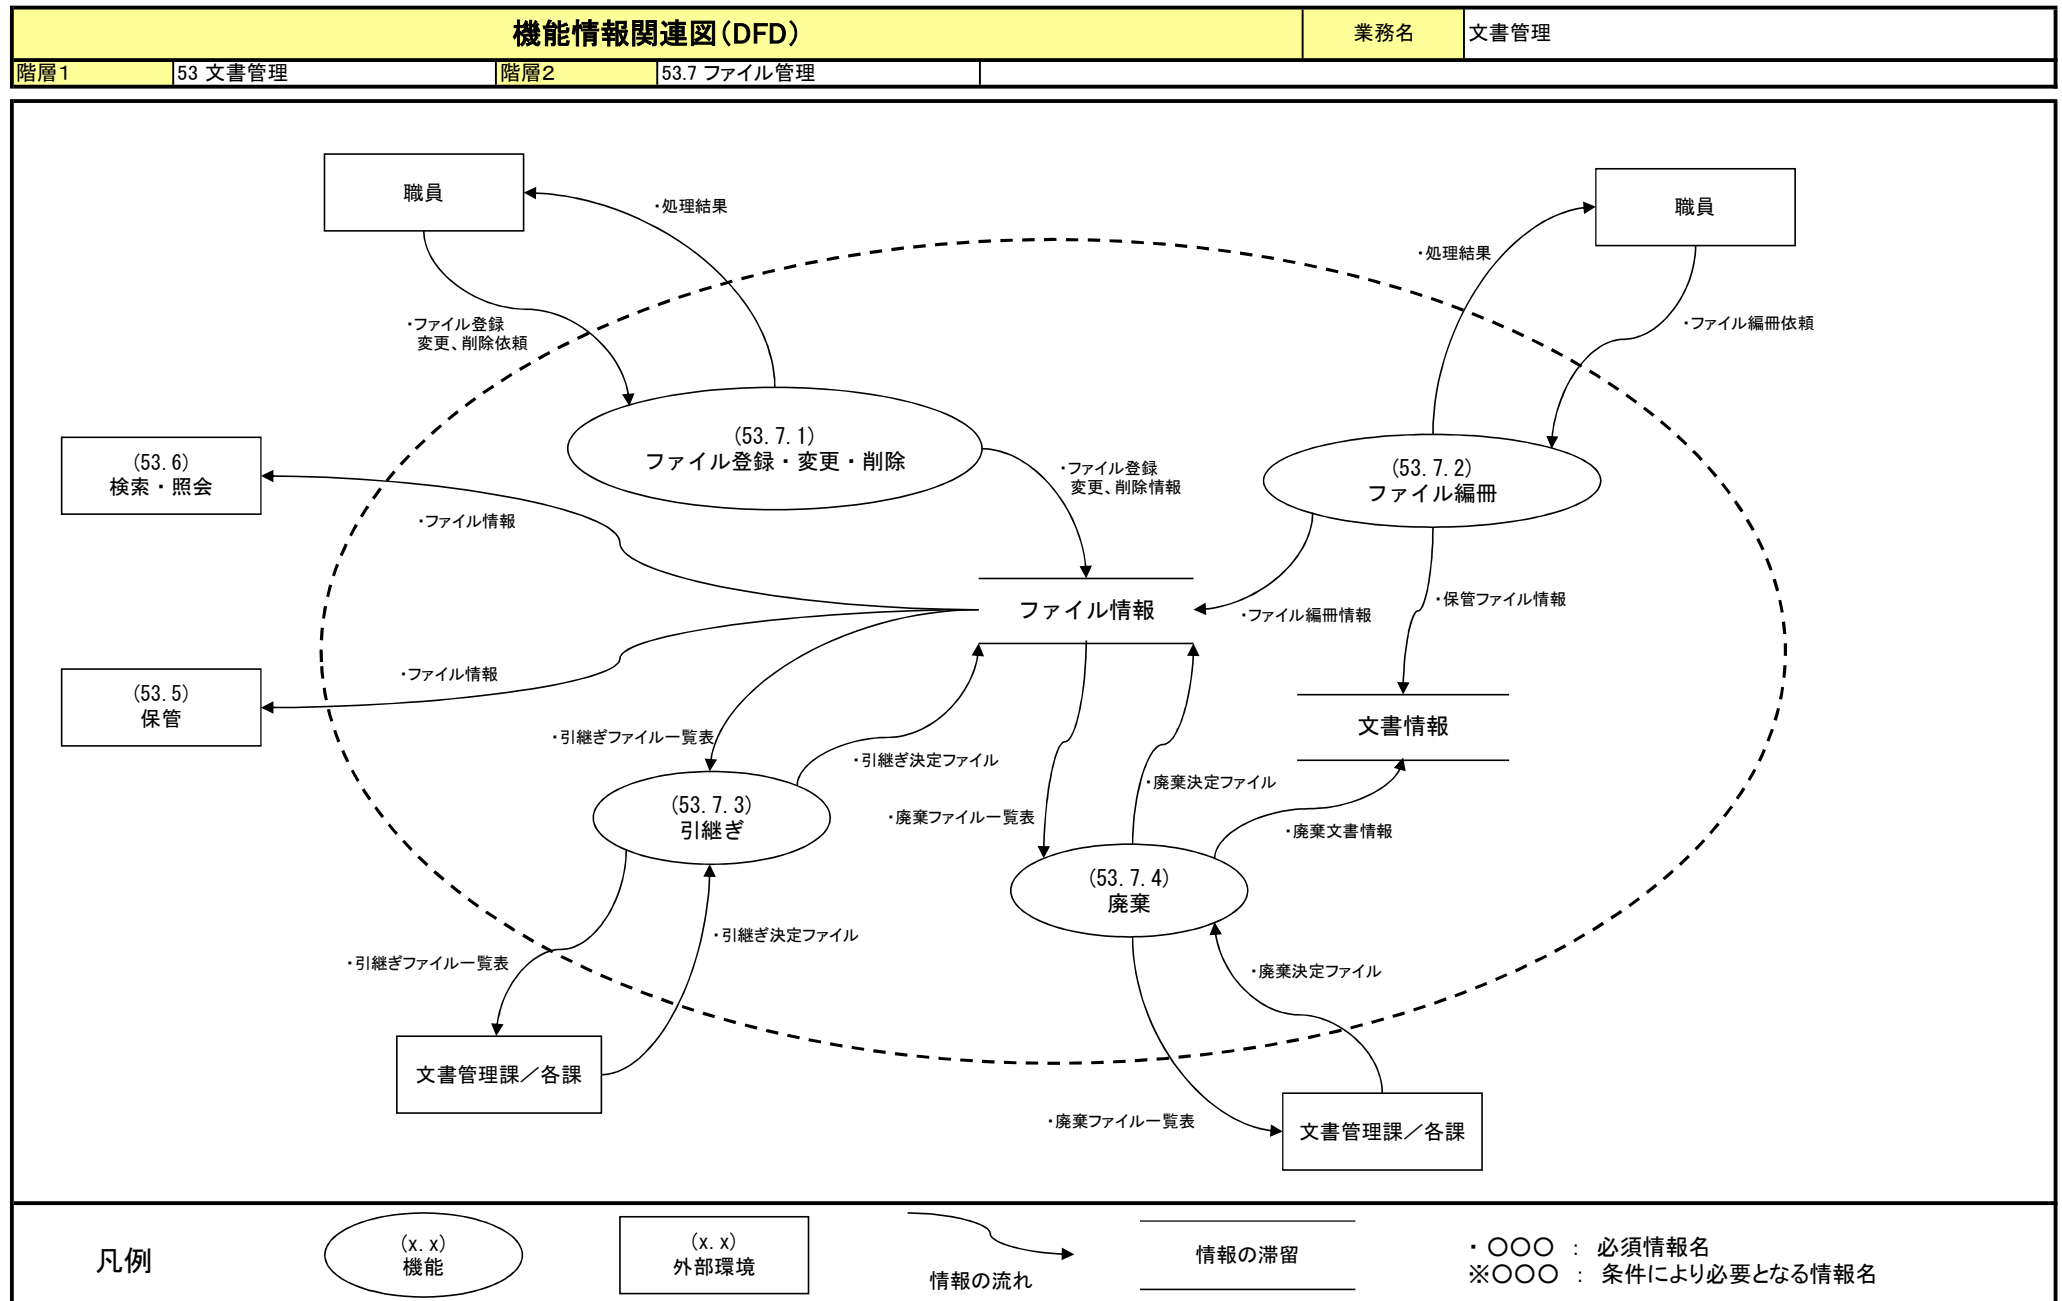 機能情報関連図(DFD)
業務名
文書管理
階層1
53 文書管理
階層2
53.7 ファイル管理
職員
・処理結果
職員
・処理結果
・ファイル登録
変更、削除依頼
・ファイル編冊依頼
(53.7.1)
ファイル登録・変更・削除
(53.6)
検索・照会
・ファイル登録
変更、削除情報
(53.7.2)
ファイル編冊
・ファイル情報
ファイル情報
・ファイル編冊情報
・保管ファイル情報
(53.5)
保管
・ファイル情報
文書情報
・引継ぎファイル一覧表
・引継ぎ決定ファイル
・廃棄決定ファイル
(53.7.3)
引継ぎ
・廃棄ファイル一覧表
・廃棄文書情報
(53.7.4)
廃棄
・引継ぎ決定ファイル
・引継ぎファイル一覧表
・廃棄決定ファイル
文書管理課/各課
・廃棄ファイル一覧表
文書管理課/各課
凡例
(x.x)
機能
(x.x)
外部環境
情報の流れ
情報の滞留
・〇〇〇 : 必須情報名
※〇〇〇 : 条件により必要となる情報名